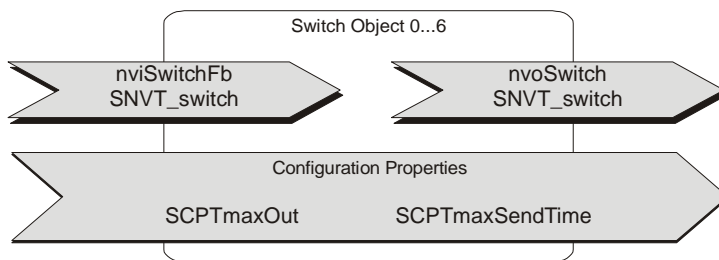 Switch Object 0...6
nviSwitchFb nvoSwitch
SNVT_switch SNVT_switch
Configuration Properties
SCPTmaxOut SCPTmaxSendTime